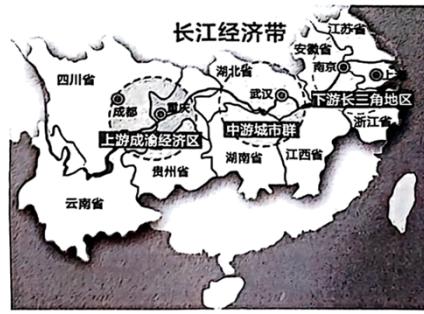 长江经济带
江苏省
安徽省
四川省
湖北省
南京
上
成都
重庆
武汉
下游长三角地区
上游成渝经济区
中游城市群
浙江省
贵州省
湖南省
江西省
云南省